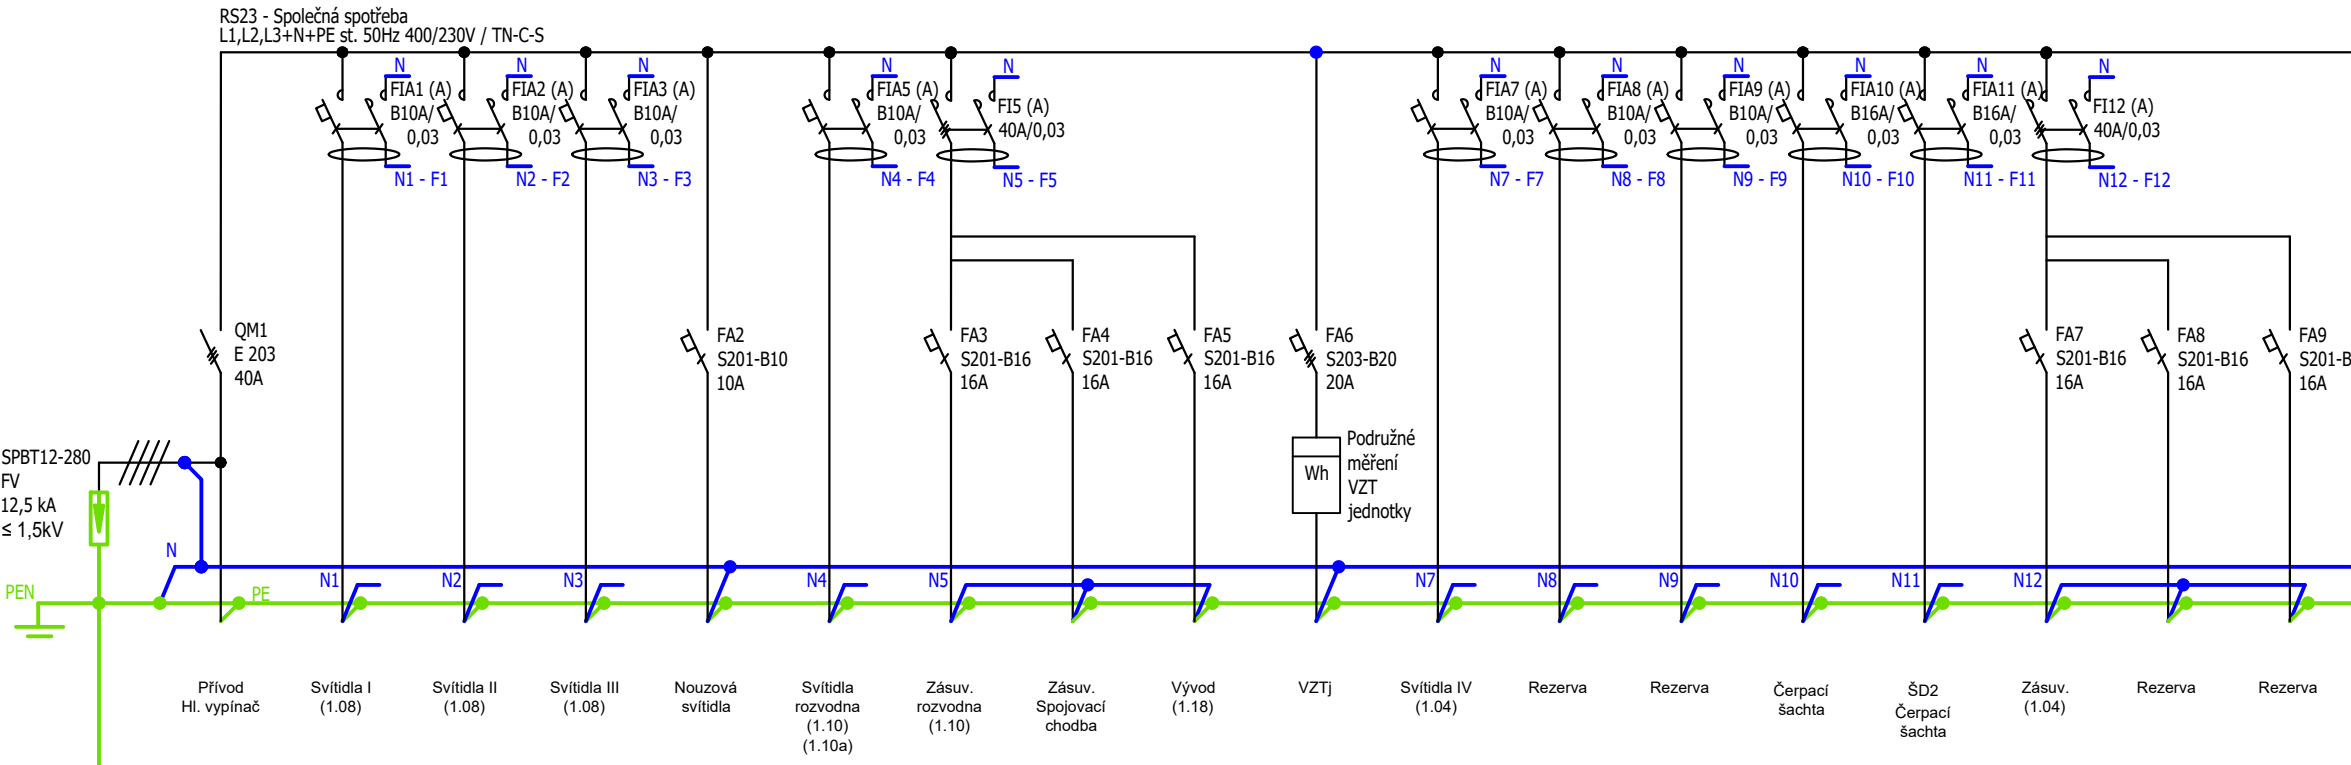 RS23 - Společná spotřeba
L1,L2,L3+N+PE st. 50Hz 400/230V / TN-C-S
N
FIA1 (A)
B10A/
0,03
N1 - F1
N
FIA2 (A)
B10A/
0,03
N2 - F2
N
FIA3 (A)
B10A/
0,03
N3 - F3
N
FIA5 (A)
B10A/
0,03
N4 - F4
N
FI5 (A)
40A/0,03
N5 - F5
N
FIA7 (A)
B10A/
0,03
N7 - F7
N
FIA8 (A)
B10A/
0,03
N8 - F8
N
FIA9 (A)
B10A/
0,03
N9 - F9
N
FIA10 (A)
B16A/
0,03
N10 - F10
N
FIA11 (A)
B16A/
0,03
N11 - F11
N
FI12 (A)
40A/0,03
N12 - F12
QM1
E 203
40A
FA2
S201-B10
10A
FA3
S201-B16
16A
FA4
S201-B16
16A
FA5
S201-B16
16A
FA6
S203-B20
20A
FA7
S201-B16
16A
FA8
S201-B16
16A
FA9
S201-B
16A
SPBT12-280
FV
12,5 kA
≤ 1,5kV
Wh
Podružné
měření
VZT
jednotky
N
PEN
PE
N1
N2
N3
N4
N5
N7
N8
N9
N10
N11
N12
Přívod
Hl. vypínač
Svítidla I
(1.08)
Svítidla II
(1.08)
Svítidla III
(1.08)
Nouzová
svítidla
Svítidla
rozvodna
(1.10)
(1.10a)
Zásuv.
rozvodna
(1.10)
Zásuv.
Spojovací
chodba
Vývod
(1.18)
VZTj
Svítidla IV
(1.04)
Rezerva
Rezerva
Čerpací
šachta
ŠD2
Čerpací
šachta
Zásuv.
(1.04)
Rezerva
Rezerva